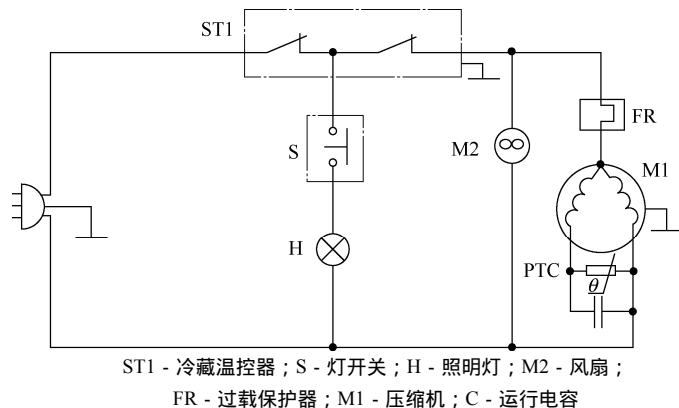 ST1
S
M2
FR
M1
H
PTC
θ
ST1 - 冷藏温控器；S - 灯开关；H - 照明灯；M2 - 风扇；
FR - 过载保护器；M1 - 压缩机；C - 运行电容